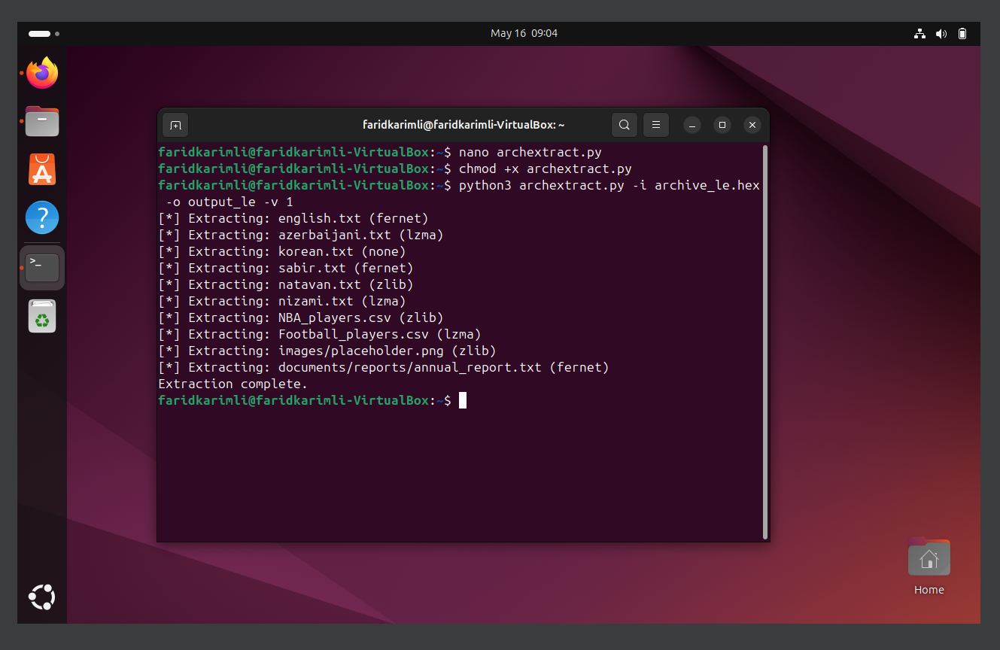 May 16 09:04
faridkarimli@faridkarimli-VirtualBox: ~
faridkarimli@faridkarimli-VirtualBox:~$ nano archextract.py
faridkarimli@faridkarimli-VirtualBox:~$ chmod +x archextract.py
faridkarimli@faridkarimli-VirtualBox:~$ python3 archextract.py -i archive_le.hex
-o output_le -v 1
[*] Extracting: english.txt (fernet)
[*] Extracting: azerbaijani.txt (lzma)
[*] Extracting: korean.txt (none)
[*] Extracting: sabir.txt (fernet)
[*] Extracting: natavan.txt (zlib)
[*] Extracting: nizami.txt (lzma)
[*] Extracting: NBA_players.csv (zlib)
[*] Extracting: Football_players.csv (lzma)
[*] Extracting: images/placeholder.png (zlib)
[*] Extracting: documents/reports/annual_report.txt (fernet)
Extraction complete.
faridkarimli@faridkarimli-VirtualBox:~$
Home